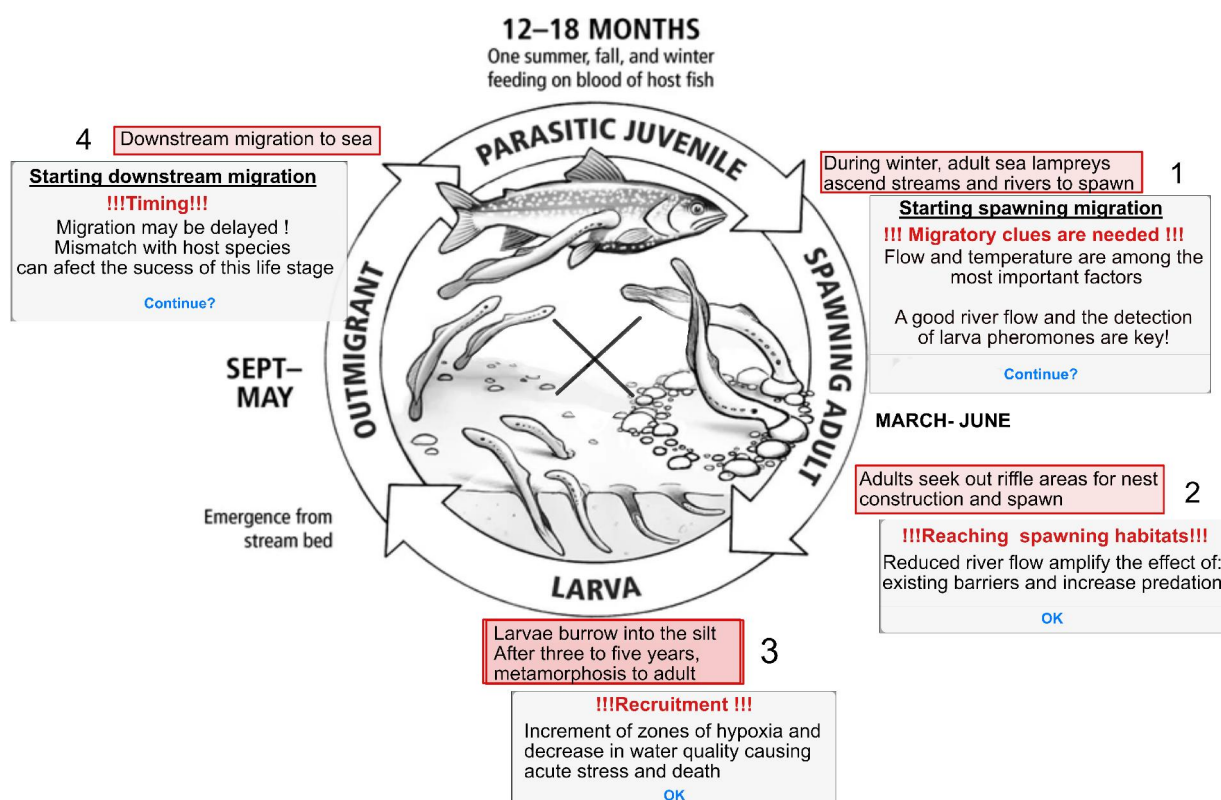 12–18 MONTHS
One summer, fall, and winter
feeding on blood of host fish
PARASITIC JUVENILE
4
Downstream migration to sea
Starting downstream migration
!!!Timing!!!
Migration may be delayed !
Mismatch with host species
can afect the sucess of this life stage
Continue?
During winter, adult sea lampreys
ascend streams and rivers to spawn
1
Starting spawning migration
!!! Migratory clues are needed !!!
Flow and temperature are among the
most important factors
A good river flow and the detection
of larva pheromones are key!
Continue?
SPAWNING ADULT
OUTMIGRANT
SEPT–
MAY
MARCH- JUNE
Adults seek out riffle areas for nest
construction and spawn
2
!!!Reaching spawning habitats!!!
Reduced river flow amplify the effect of:
existing barriers and increase predation
OK
Emergence from
stream bed
LARVA
Larvae burrow into the silt
After three to five years,
metamorphosis to adult
3
!!!Recruitment !!!
Increment of zones of hypoxia and
decrease in water quality causing
acute stress and death
OK